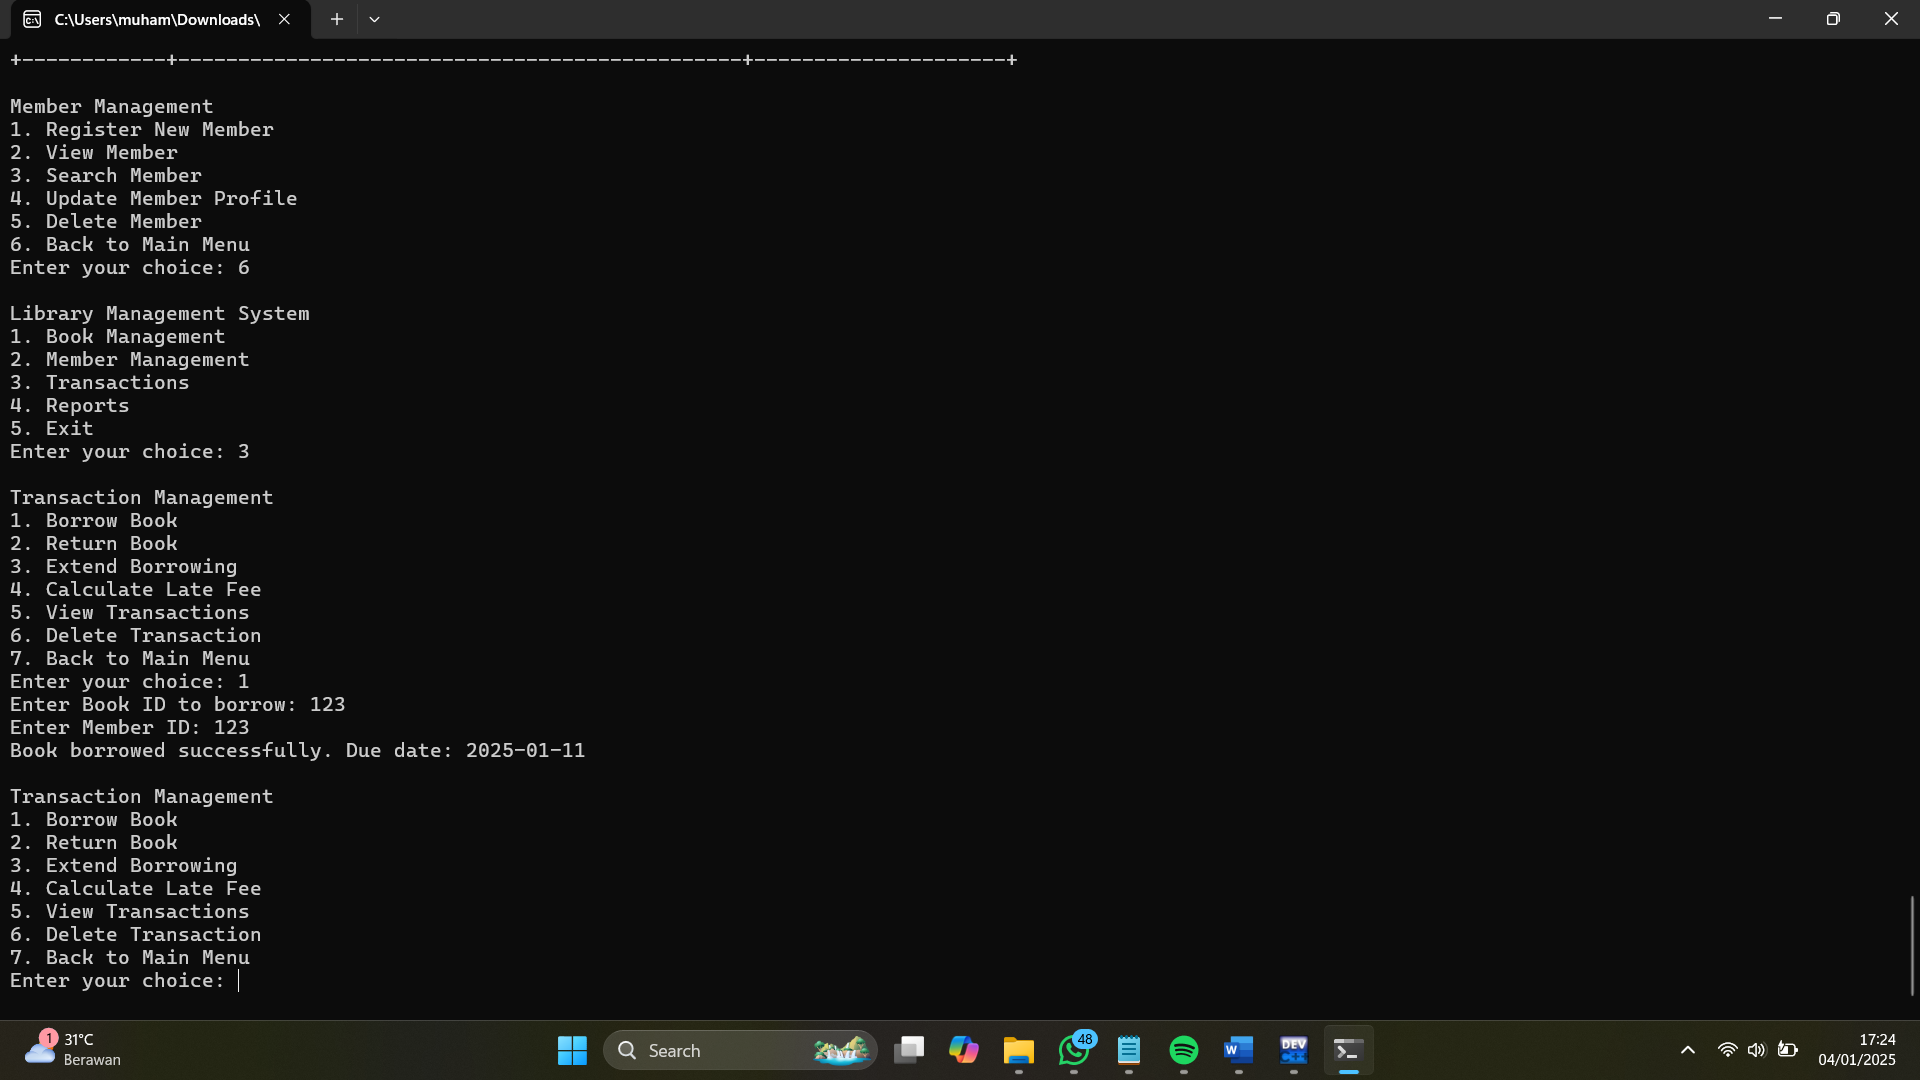 C:\Users\muham\Downloads\
+------------+-----------------------------------------------+---------------------+
Member Management
1. Register New Member
2. View Member
3. Search Member
4. Update Member Profile
5. Delete Member
6. Back to Main Menu
Enter your choice: 6
Library Management System
1. Book Management
2. Member Management
3. Transactions
4. Reports
5. Exit
Enter your choice: 3
Transaction Management
1. Borrow Book
2. Return Book
3. Extend Borrowing
4. Calculate Late Fee
5. View Transactions
6. Delete Transaction
7. Back to Main Menu
Enter your choice: 1
Enter Book ID to borrow: 123
Enter Member ID: 123
Book borrowed successfully. Due date: 2025-01-11
Transaction Management
1. Borrow Book
2. Return Book
3. Extend Borrowing
4. Calculate Late Fee
5. View Transactions
6. Delete Transaction
7. Back to Main Menu
Enter your choice:
1
31°C
Berawan
Search
48
W
DEV
17:24
04/01/2025